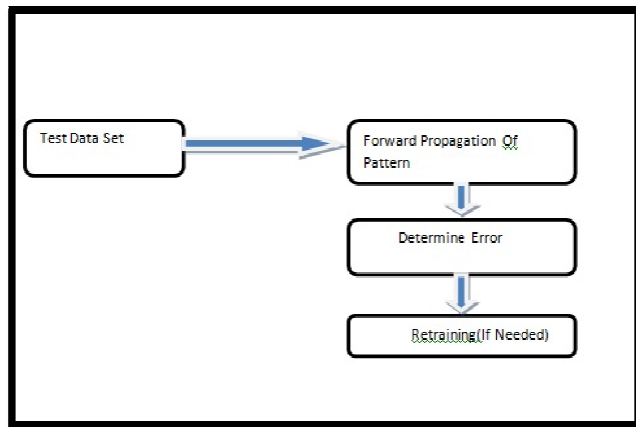 Test Data Set
Forward Propagation Of
Pattern
Determine Error
Retraining(If Needed)